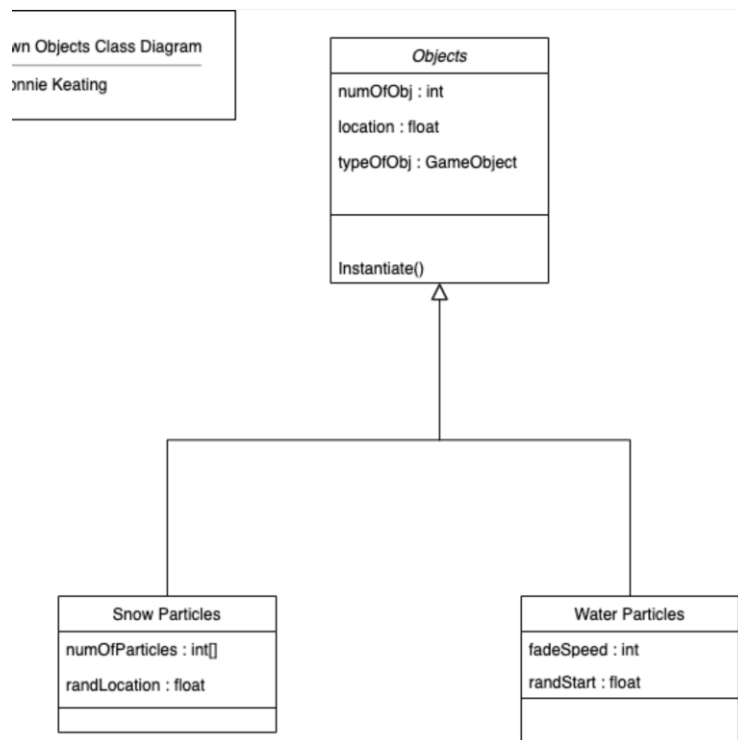 wn Objects Class Diagram
onnie Keating
Objects
numOfObj : int
location : float
typeOfObj : GameObject
Instantiate()
Snow Particles
numOfParticles : int[]
randLocation : float
Water Particles
fadeSpeed : int
randStart : float